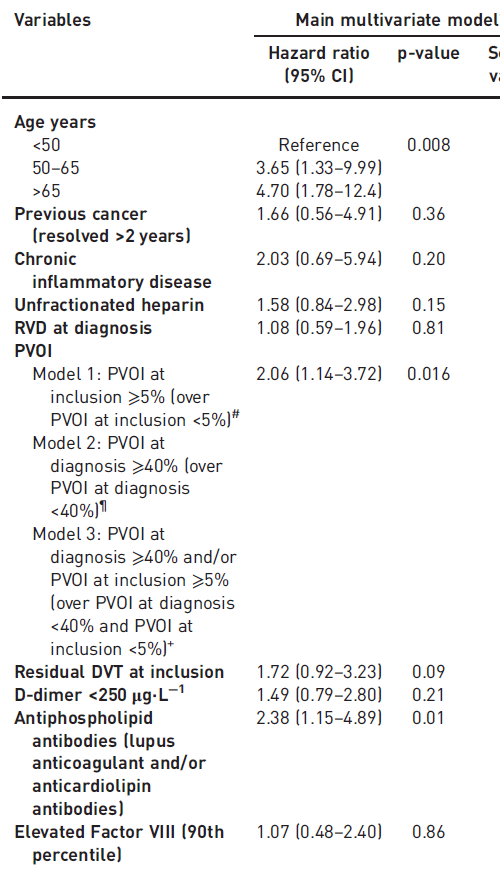 Variables Main multivariate model
Hazard ratio p-value
(95% CI)
Age years
<50 Reference 0.008
50–65 3.65 (1.33–9.99)
>65 4.70 (1.78–12.4)
Previous cancer 1.66 (0.56–4.91) 0.36
(resolved >2 years)
Chronic 2.03 (0.69–5.94) 0.20
inflammatory disease
Unfractionated heparin 1.58 (0.84–2.98) 0.15
RVD at diagnosis 1.08 (0.59–1.96) 0.81
PVOI
Model 1: PVOI at 2.06 (1.14–3.72) 0.016
inclusion ⩾5% (over
PVOI at inclusion <5%)#
Model 2: PVOI at
diagnosis ⩾40% (over
PVOI at diagnosis
<40%)¶
Model 3: PVOI at
diagnosis ⩾40% and/or
PVOI at inclusion ⩾5%
(over PVOI at diagnosis
<40% and PVOI at
inclusion <5%)+
Residual DVT at inclusion 1.72 (0.92–3.23) 0.09
D-dimer <250 μg·L−1 1.49 (0.79–2.80) 0.21
Antiphospholipid 2.38 (1.15–4.89) 0.01
antibodies (lupus
anticoagulant and/or
anticardiolipin
antibodies)
Elevated Factor VIII (90th 1.07 (0.48–2.40) 0.86
percentile)